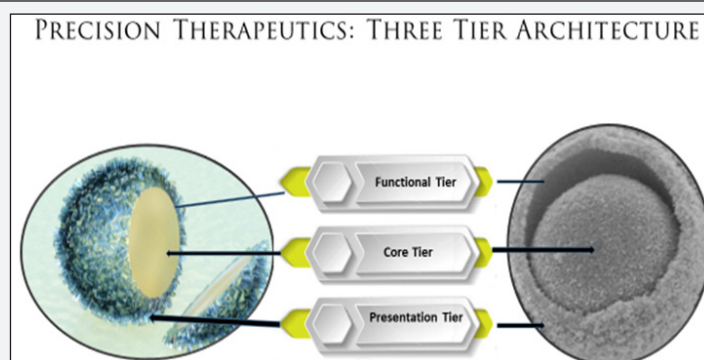 PRECISION THERAPEUTICS: THREE TIER ARCHITECTURE
Functional Tier
Core Tier
Presentation Tier